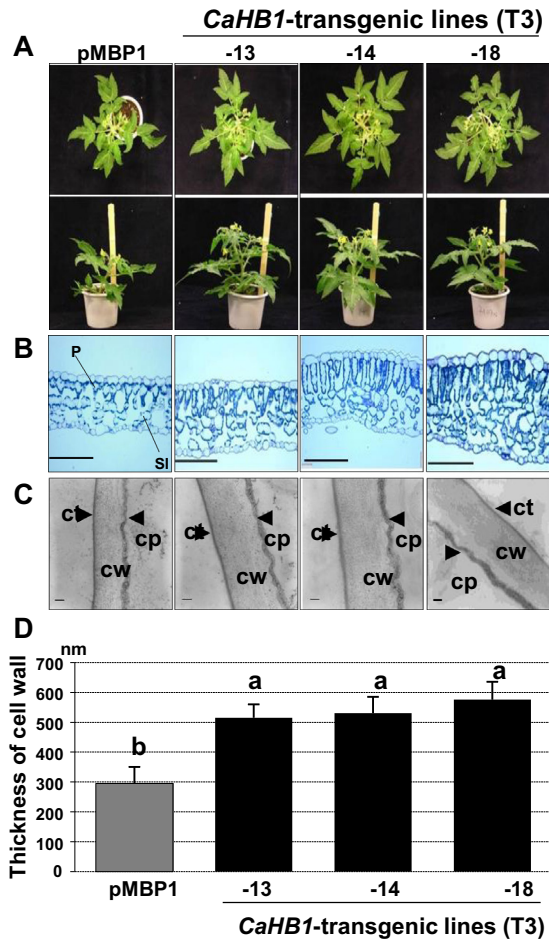 CaHB1-transgenic lines (T3)
A
pMBP1
-13
-14
-18
B
P
Sl
C
ct
cp
cw
ct
cp
cw
ct
cp
cw
ct
cw
cp
D
nm
Thickness of cell wall
700
600
500
400
300
200
100
0
b
a
a
a
pMBP1
-13
-14
-18
CaHB1-transgenic lines (T3)